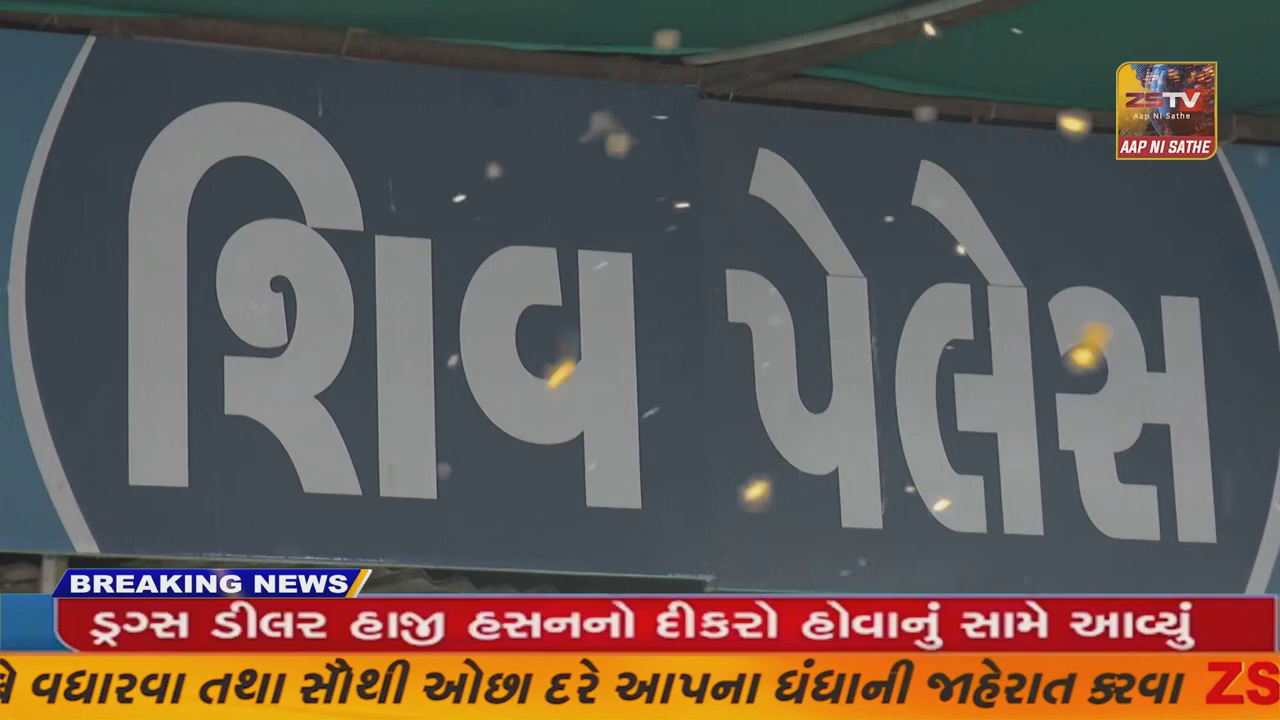 શિવ પેલેસ
ZSTV
Aap Ni Sathe
AAP NI SATHE
BREAKING NEWS
ડ્રગ્સ ડીલર હાજી હસનનો દીકરો હોવાનું સામે આવ્યું
વધારવા તથા સૌથી ઓછા દરે આપના ધંધાની જાહેરાત કરવા ZS